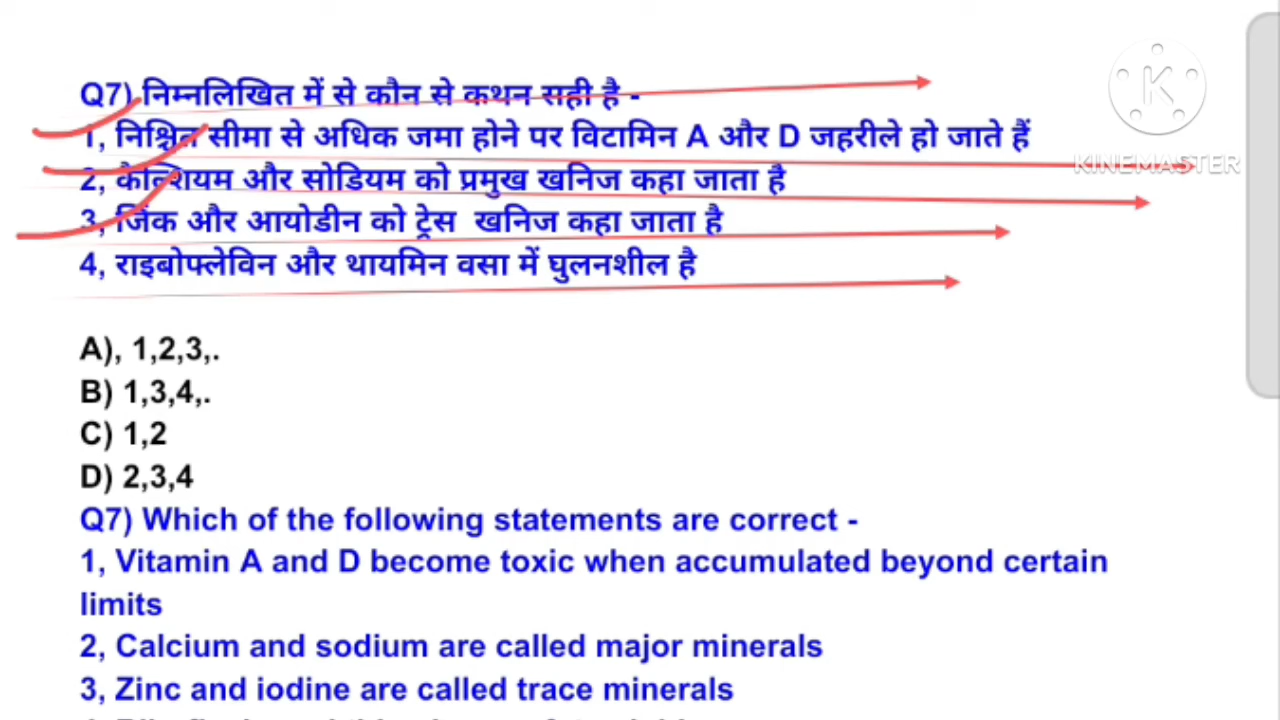 Q7) निम्नलिखित में से कौन से कथन सही है -
1, निश्चित सीमा से अधिक जमा होने पर विटामिन A और D जहरीले हो जाते हैं
KINEMASTER
2, कैल्शियम और सोडियम को प्रमुख खनिज कहा जाता है
3, जिंक और आयोडीन को ट्रेस खनिज कहा जाता है
4, राइबोफ्लेविन और थायमिन वसा में घुलनशील है
A), 1,2,3,.
B) 1,3,4,.
C) 1,2
D) 2,3,4
Q7) Which of the following statements are correct -
1, Vitamin A and D become toxic when accumulated beyond certain
limits
2, Calcium and sodium are called major minerals
3, Zinc and iodine are called trace minerals